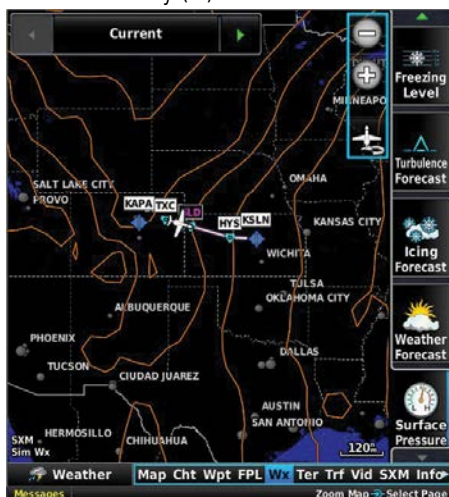 Current
Freezing
Level
MINNEAPO
Turbulence
Forecast
SALT LAKE CITY
PROVO
OMAHA
KAPA TXC
HYS KSLN
KANSAS CITY
WICHITA
Icing
Forecast
TULSA
OKLAHOMA CITY
ALBUQUERQUE
Weather
Forecast
PHOENIX
DALLAS
TUCSON
CIUDAD JUAREZ
L H
AUSTIN
SAN ANTONIO
HERMOSILLO
CHIHUAHUA
Surface
Pressure
SXM
Sim Wx
120
Weather
Map Cht Wpt FPL Wx Ter Trf Vid SXM Info
Messages
Zoom Map
Select Page